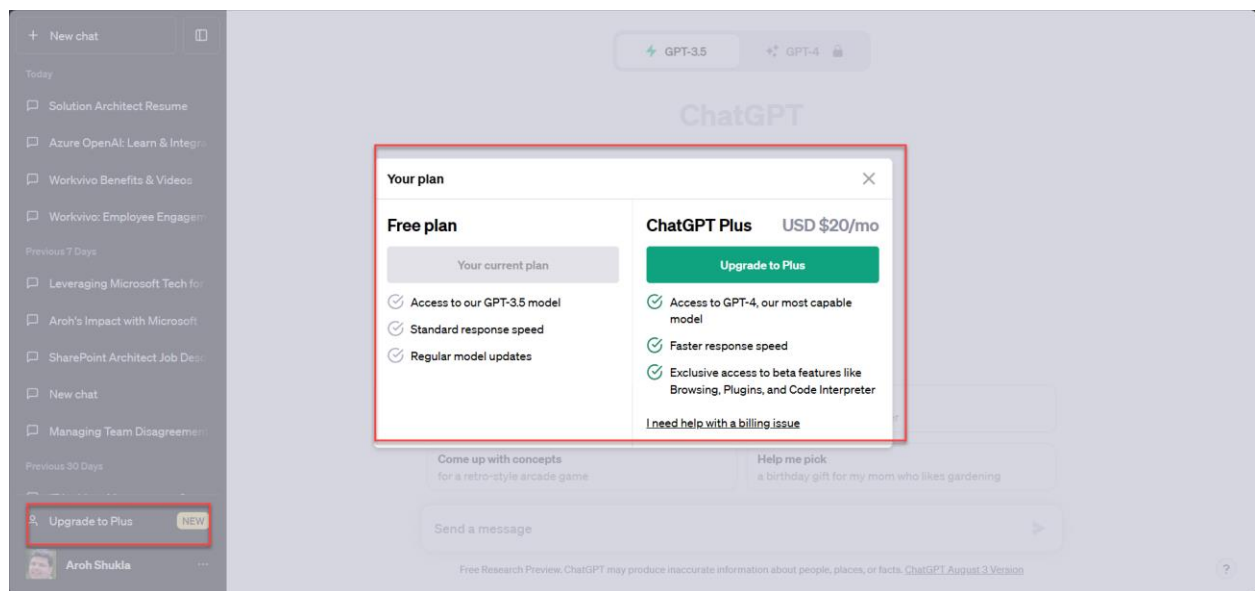 + New chat
Today
Solution Architect Resume
Azure OpenAI: Learn & Integra
Workvivo Benefits & Videos
Workvivo: Employee Engagem
Previous 7 Days
Leveraging Microsoft Tech for
Aroh's Impact with Microsoft
SharePoint Architect Job Desc
New chat
Managing Team Disagreement
Previous 30 Days
Upgrade to Plus NEW
Aroh Shukla
GPT-3.5 GPT-4
ChatGPT
Your plan
Free plan
Your current plan
Access to our GPT-3.5 model
Standard response speed
Regular model updates
ChatGPT Plus USD $20/mo
Upgrade to Plus
Access to GPT-4, our most capable
model
Faster response speed
Exclusive access to beta features like
Browsing, Plugins, and Code Interpreter
I need help with a billing issue
Come up with concepts
for a retro-style arcade game
Help me pick
a birthday gift for my mom who likes gardening
Send a message
Free Research Preview. ChatGPT may produce inaccurate information about people, places, or facts. ChatGPT August 3 Version
?